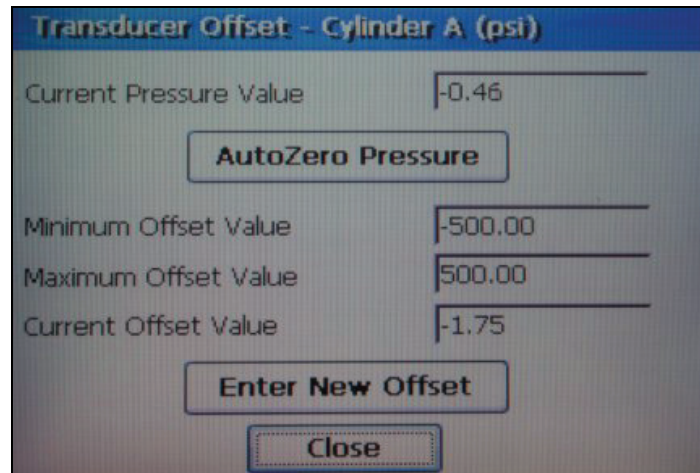 Transducer Offset - Cylinder A (psi)
Current Pressure Value -0.46
AutoZero Pressure
Minimum Offset Value -500.00
Maximum Offset Value 500.00
Current Offset Value -1.75
Enter New Offset
Close